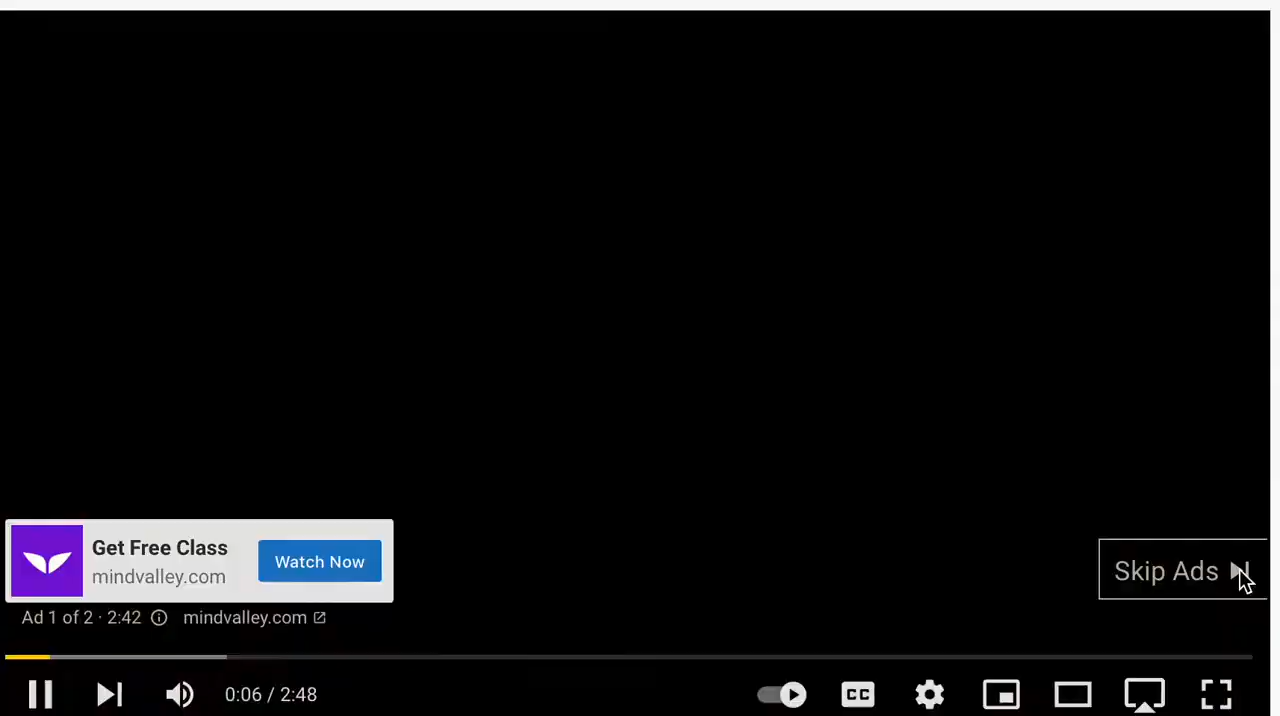 Get Free Class
mindvalley.com
Watch Now
Skip Ads
Ad 1 of 2 · 2:42
mindvalley.com
0:06 / 2:48
CC